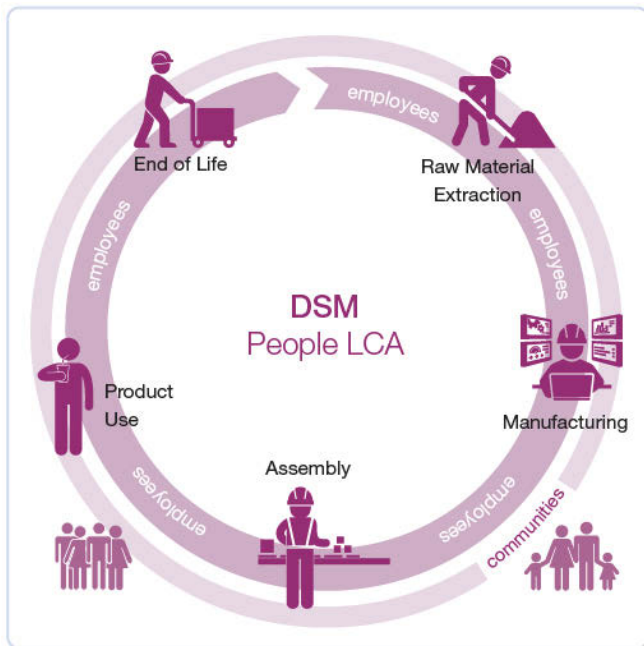 employees
End of Life
Raw Material
Extraction
employees
employees
DSM
People LCA
Product
Use
Manufacturing
Assembly
employees
employees
communities